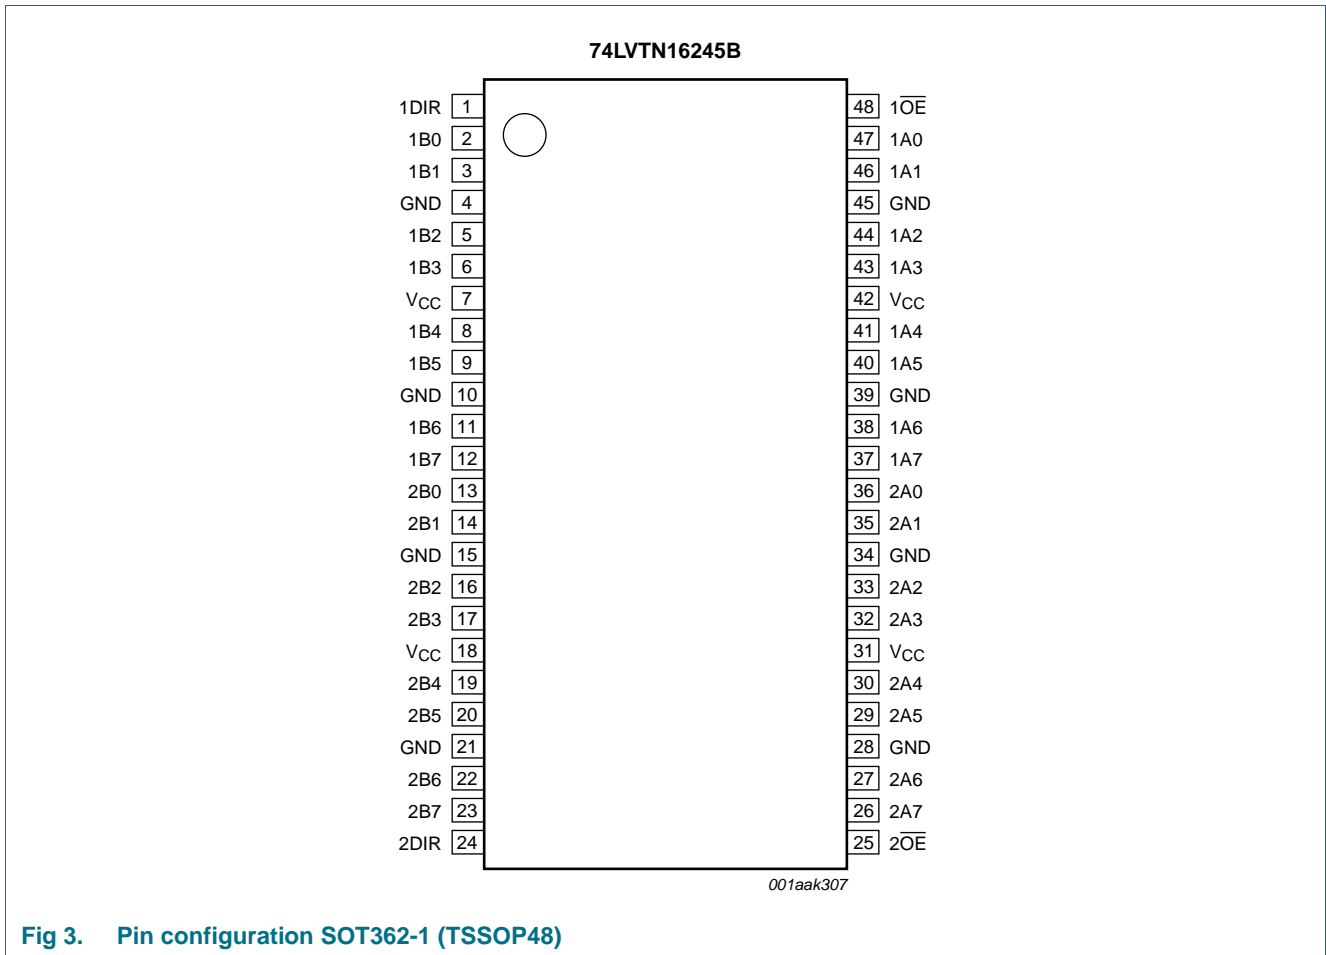 74LVTN16245B
1DIR 1 48 1OE
1B0 2 47 1A0
1B1 3 46 1A1
GND 4 45 GND
1B2 5 44 1A2
1B3 6 43 1A3
VCC 7 42 VCC
1B4 8 41 1A4
1B5 9 40 1A5
GND 10 39 GND
1B6 11 38 1A6
1B7 12 37 1A7
2B0 13 36 2A0
2B1 14 35 2A1
GND 15 34 GND
2B2 16 33 2A2
2B3 17 32 2A3
VCC 18 31 VCC
2B4 19 30 2A4
2B5 20 29 2A5
GND 21 28 GND
2B6 22 27 2A6
2B7 23 26 2A7
2DIR 24 25 2OE
001aak307
Fig 3. Pin configuration SOT362-1 (TSSOP48)